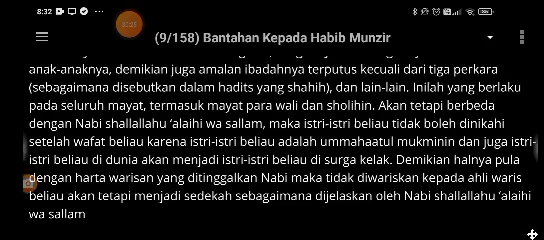 8:32
(9/158) Bantahan Kepada Habib Munzir
anak-anaknya, demikian juga amalan ibadahnya terputus kecuali dari tiga perkara
(sebagaimana disebutkan dalam hadits yang shahih), dan lain-lain. Inilah yang berlaku
pada seluruh mayat, termasuk mayat para wali dan sholihin. Akan tetapi berbeda
dengan Nabi shallallahu ‘alaihi wa sallam, maka istri-istri beliau tidak boleh dinikahi
setelah wafat beliau karena istri-istri beliau adalah ummahaatul mukminin dan juga istri-
istri beliau di dunia akan menjadi istri-istri beliau di surga kelak. Demikian halnya pula
dengan harta warisan yang ditinggalkan Nabi maka tidak diwariskan kepada ahli waris
beliau akan tetapi menjadi sedekah sebagaimana dijelaskan oleh Nabi shallallahu ‘alaihi
wa sallam